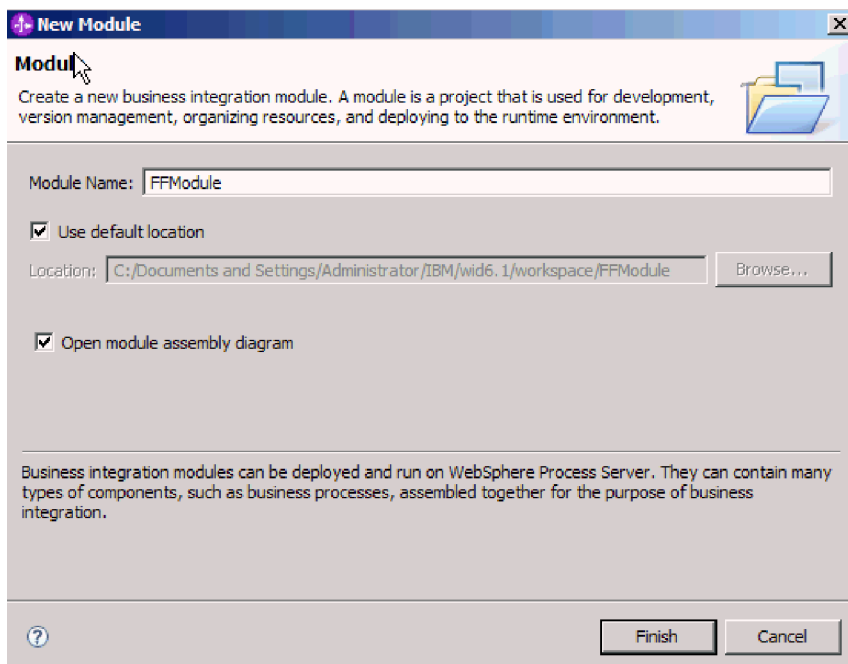 New Module
Modul
Create a new business integration module. A module is a project that is used for development,
version management, organizing resources, and deploying to the runtime environment.
Module Name: FFModule
Use default location
Location: C:/Documents and Settings/Administrator/IBM/wid6.1/workspace/FFModule Browse...
Open module assembly diagram
Business integration modules can be deployed and run on WebSphere Process Server. They can contain many
types of components, such as business processes, assembled together for the purpose of business
integration.
? Finish Cancel